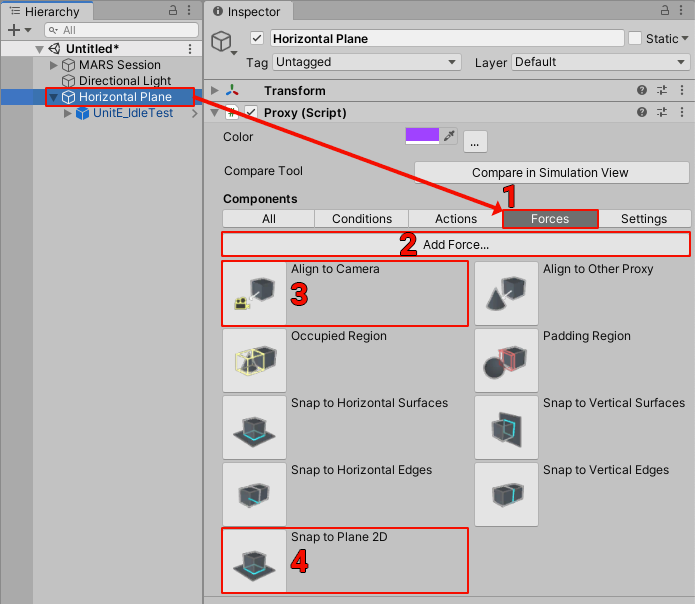 Hierarchy
All
Untitled*
MARS Session
Directional Light
Horizontal Plane
UnitE_IdleTest
Inspector
Horizontal Plane
Static
Tag Untagged Layer Default
Transform
# Proxy (Script)
Color ...
Compare Tool Compare in Simulation View
Components
1
All Conditions Actions Forces Settings
2 Add Force...
Align to Camera Align to Other Proxy
3
Occupied Region Padding Region
Snap to Horizontal Surfaces Snap to Vertical Surfaces
Snap to Horizontal Edges Snap to Vertical Edges
Snap to Plane 2D
4